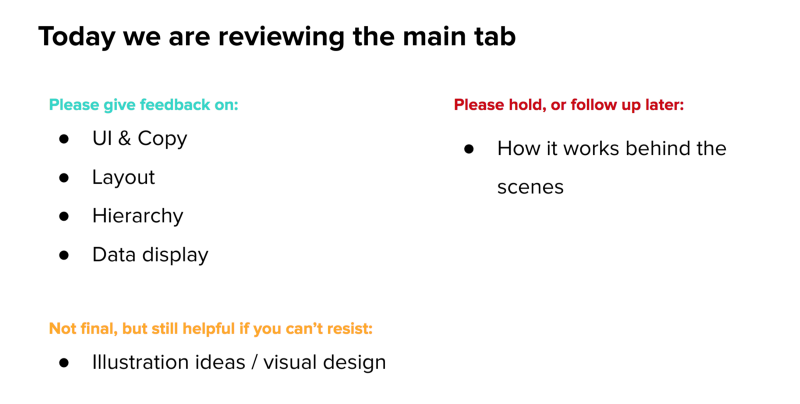 Today we are reviewing the main tab
Please give feedback on:
● UI & Copy
● Layout
● Hierarchy
● Data display
Please hold, or follow up later:
● How it works behind the
scenes
Not final, but still helpful if you can't resist:
● Illustration ideas / visual design